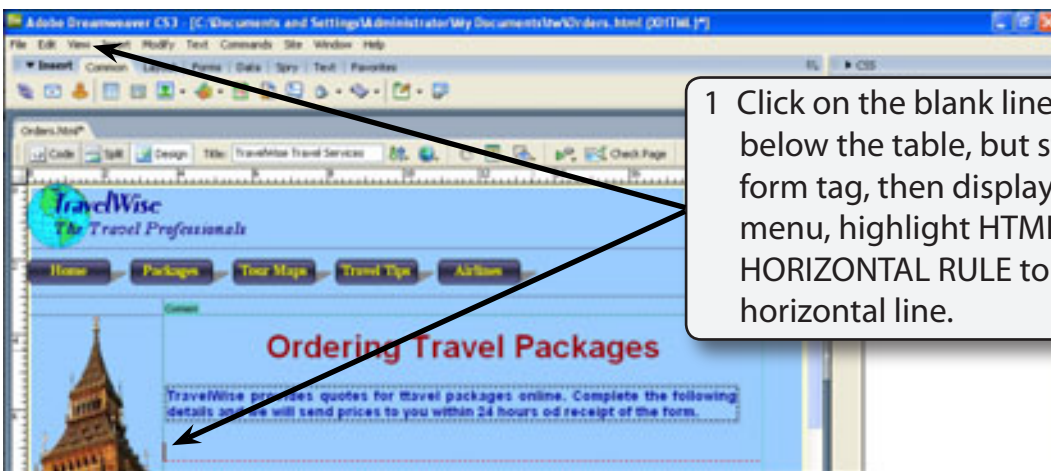 Adobe Dreamweaver CS3 - [C:\Documents and Settings\Administrator\My Documents\tw\Orders.html (XHTML)*]
File Edit View Insert Modify Text Commands Site Window Help
Insert Common Layout Forms Data Spry Text Favorites
CSS
Orders.html*
Code Split Design Title: TravelWise Travel Services Check Page
TravelWise
The Travel Professionals
Home Packages Tour Maps Travel Tips Airlines
Content
Ordering Travel Packages
TravelWise provides quotes for ttavel packages online. Complete the following
details and we will send prices to you within 24 hours od receipt of the form.
1 Click on the blank line
below the table, but s
form tag, then display
menu, highlight HTML
HORIZONTAL RULE to
horizontal line.